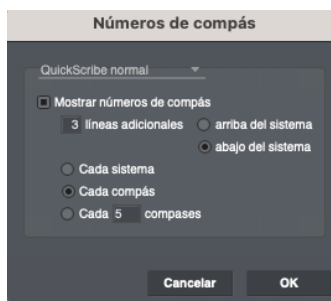 Números de compás
QuickScribe normal
Mostrar números de compás
3 líneas adicionales arriba del sistema
abajo del sistema
Cada sistema
Cada compás
Cada 5 compases
Cancelar OK